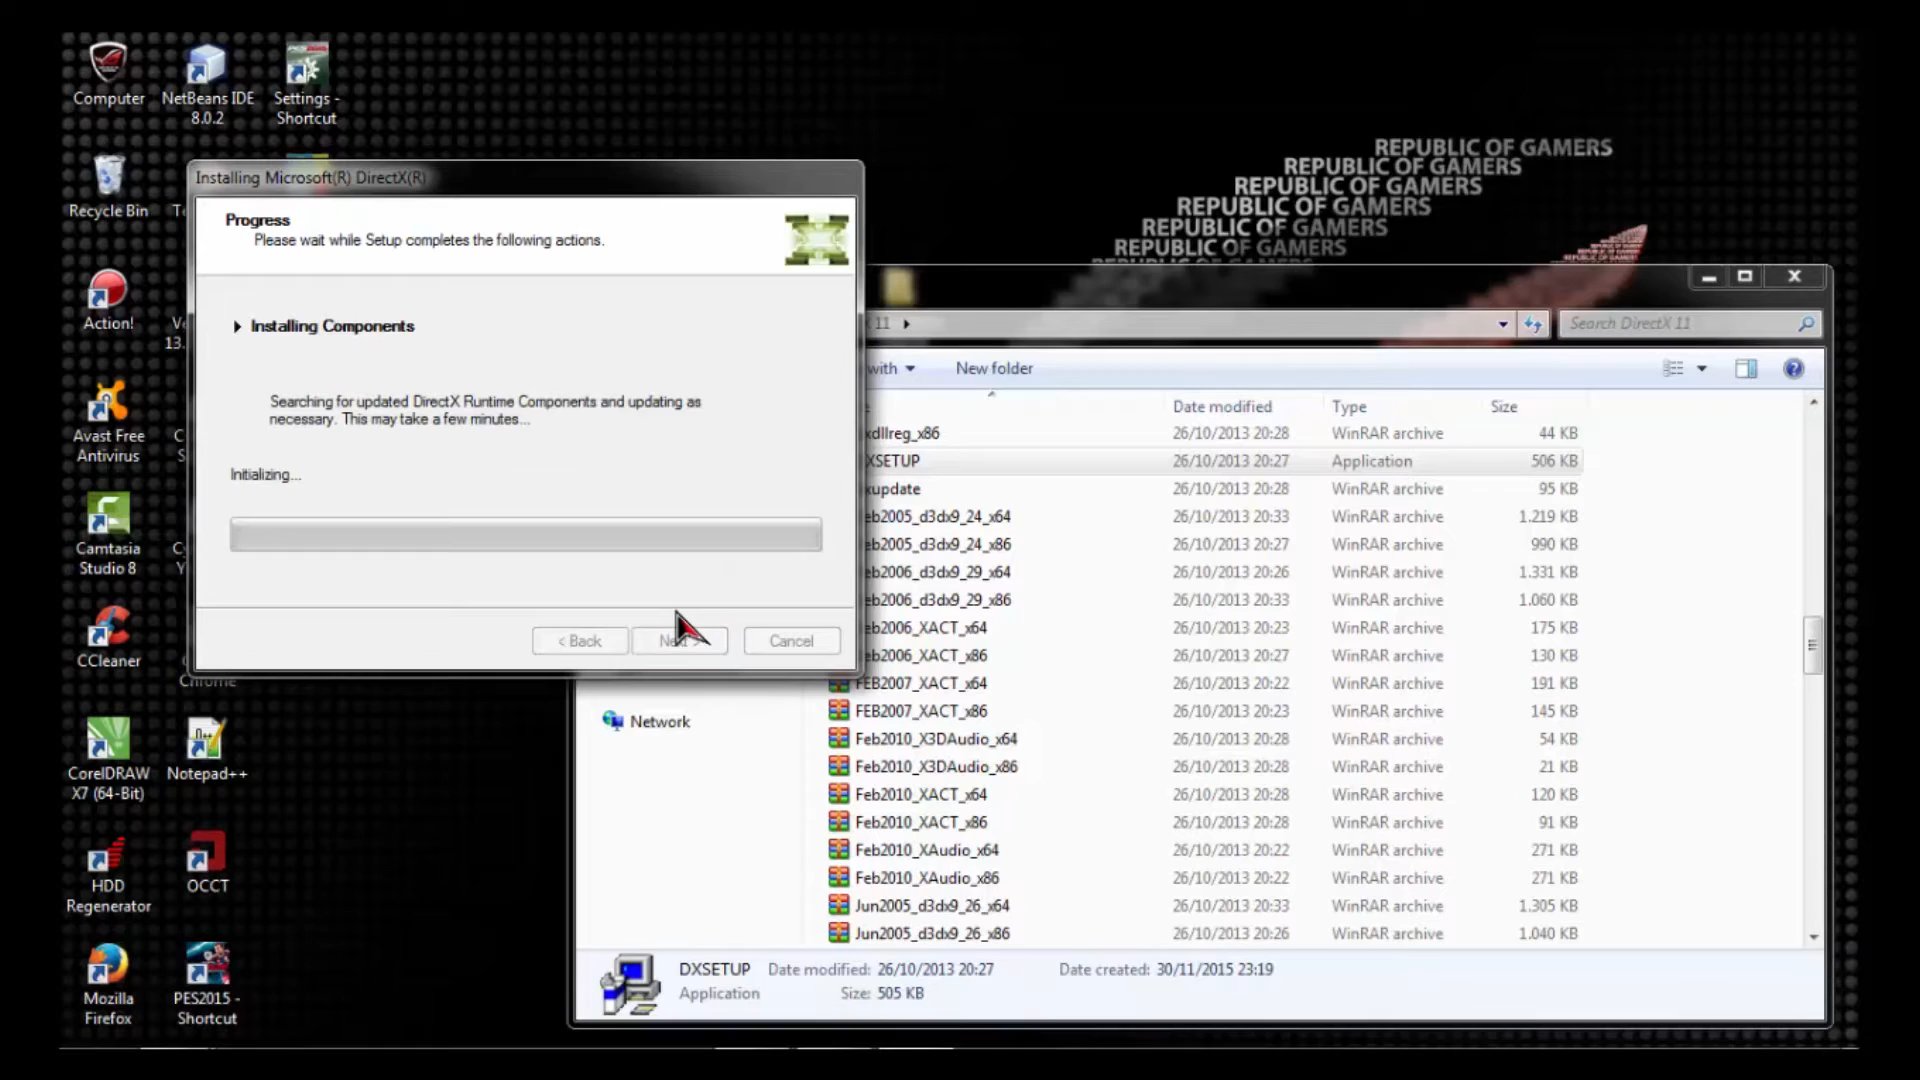 Computer
NetBeans IDE
8.0.2
Settings -
Shortcut
Recycle Bin
Action!
Avast Free
Antivirus
Camtasia
Studio 8
CCleaner
Chrome
CorelDRAW
X7 (64-Bit)
Notepad++
HDD
Regenerator
OCCT
Mozilla
Firefox
PES2015 -
Shortcut
REPUBLIC OF GAMERS
REPUBLIC OF GAMERS
REPUBLIC OF GAMERS
REPUBLIC OF GAMERS
REPUBLIC OF GAMERS
REPUBLIC OF GAMERS
Installing Microsoft(R) DirectX(R)
Progress
Please wait while Setup completes the following actions.
Installing Components
Searching for updated DirectX Runtime Components and updating as
necessary. This may take a few minutes...
Initializing...
< Back
Cancel
11
Search DirectX 11
with
New folder
Date modified Type Size
xdllreg_x86 26/10/2013 20:28 WinRAR archive 44 KB
XSETUP 26/10/2013 20:27 Application 506 KB
xupdate 26/10/2013 20:28 WinRAR archive 95 KB
eb2005_d3dx9_24_x64 26/10/2013 20:33 WinRAR archive 1.219 KB
eb2005_d3dx9_24_x86 26/10/2013 20:27 WinRAR archive 990 KB
eb2006_d3dx9_29_x64 26/10/2013 20:26 WinRAR archive 1.331 KB
eb2006_d3dx9_29_x86 26/10/2013 20:33 WinRAR archive 1.060 KB
eb2006_XACT_x64 26/10/2013 20:23 WinRAR archive 175 KB
eb2006_XACT_x86 26/10/2013 20:27 WinRAR archive 130 KB
FEB2007_XACT_x64 26/10/2013 20:22 WinRAR archive 191 KB
FEB2007_XACT_x86 26/10/2013 20:23 WinRAR archive 145 KB
Feb2010_X3DAudio_x64 26/10/2013 20:28 WinRAR archive 54 KB
Feb2010_X3DAudio_x86 26/10/2013 20:28 WinRAR archive 21 KB
Feb2010_XACT_x64 26/10/2013 20:28 WinRAR archive 120 KB
Feb2010_XACT_x86 26/10/2013 20:28 WinRAR archive 91 KB
Feb2010_XAudio_x64 26/10/2013 20:22 WinRAR archive 271 KB
Feb2010_XAudio_x86 26/10/2013 20:22 WinRAR archive 271 KB
Jun2005_d3dx9_26_x64 26/10/2013 20:33 WinRAR archive 1.305 KB
Jun2005_d3dx9_26_x86 26/10/2013 20:26 WinRAR archive 1.040 KB
Network
DXSETUP Date modified: 26/10/2013 20:27 Date created: 30/11/2015 23:19
Application Size: 505 KB